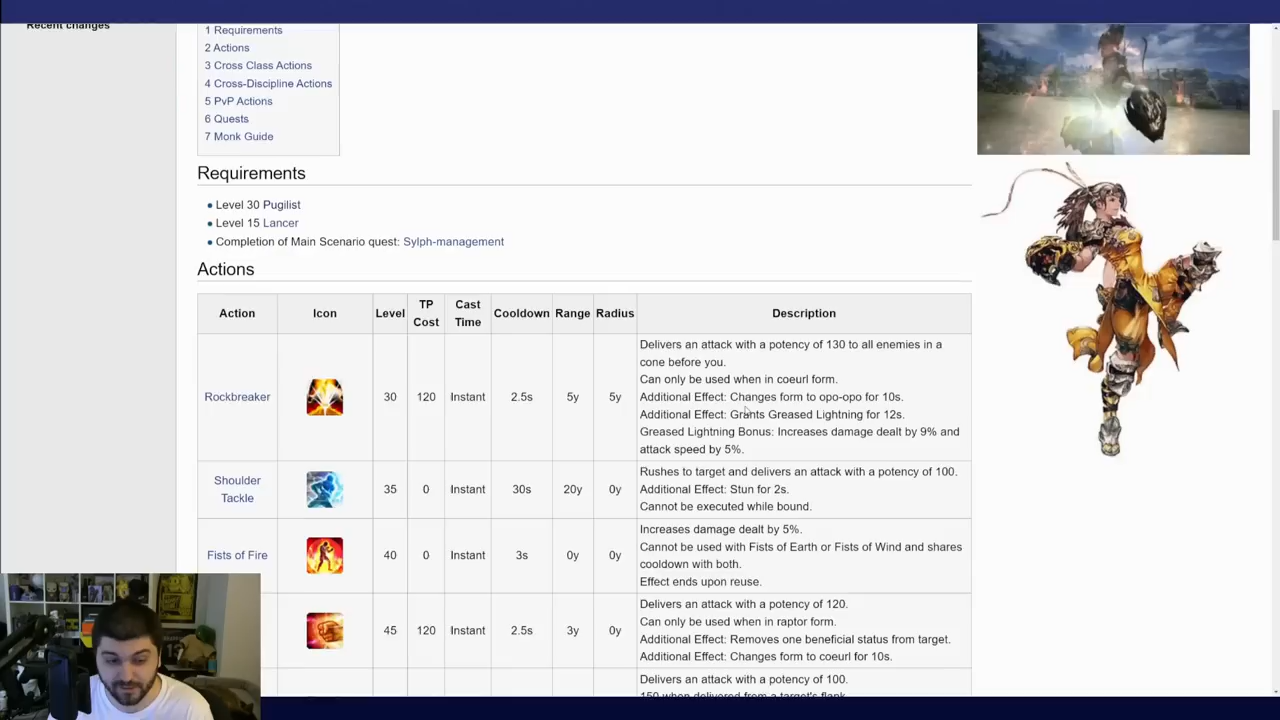 Recent changes
1 Requirements
2 Actions
3 Cross Class Actions
4 Cross-Discipline Actions
5 PvP Actions
6 Quests
7 Monk Guide
Requirements
Level 30 Pugilist
Level 15 Lancer
Completion of Main Scenario quest: Sylph-management
Actions
Action Icon Level TP Cost Cast Time Cooldown Range Radius Description
Rockbreaker 30 120 Instant 2.5s 5y 5y
Delivers an attack with a potency of 130 to all enemies in a
cone before you.
Can only be used when in coeurl form.
Additional Effect: Changes form to opo-opo for 10s.
Additional Effect: Grants Greased Lightning for 12s.
Greased Lightning Bonus: Increases damage dealt by 9% and
attack speed by 5%.
Shoulder
Tackle
35 0 Instant 30s 20y 0y
Rushes to target and delivers an attack with a potency of 100.
Additional Effect: Stun for 2s.
Cannot be executed while bound.
Fists of Fire 40 0 Instant 3s 0y 0y
Increases damage dealt by 5%.
Cannot be used with Fists of Earth or Fists of Wind and shares
cooldown with both.
Effect ends upon reuse.
45 120 Instant 2.5s 3y 0y
Delivers an attack with a potency of 120.
Can only be used when in raptor form.
Additional Effect: Removes one beneficial status from target.
Additional Effect: Changes form to coeurl for 10s.
Delivers an attack with a potency of 100.
150 when delivered from a target's flank.